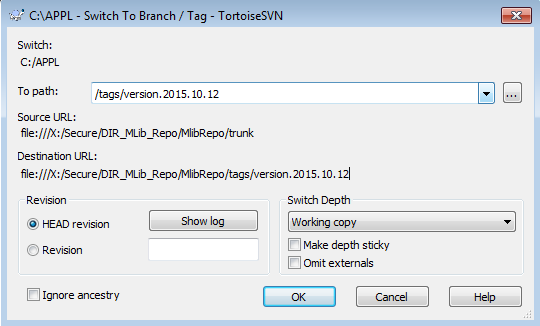 C:\APPL - Switch To Branch / Tag - TortoiseSVN
Switch:
C:/APPL
To path:
/tags/version.2015.10.12
...
Source URL:
file:///X:/Secure/DIR_MLib_Repo/MlibRepo/trunk
Destination URL:
file:///X:/Secure/DIR_MLib_Repo/MlibRepo/tags/version.2015.10.12
Revision
HEAD revision
Show log
Revision
Switch Depth
Working copy
Make depth sticky
Omit externals
Ignore ancestry
OK
Cancel
Help